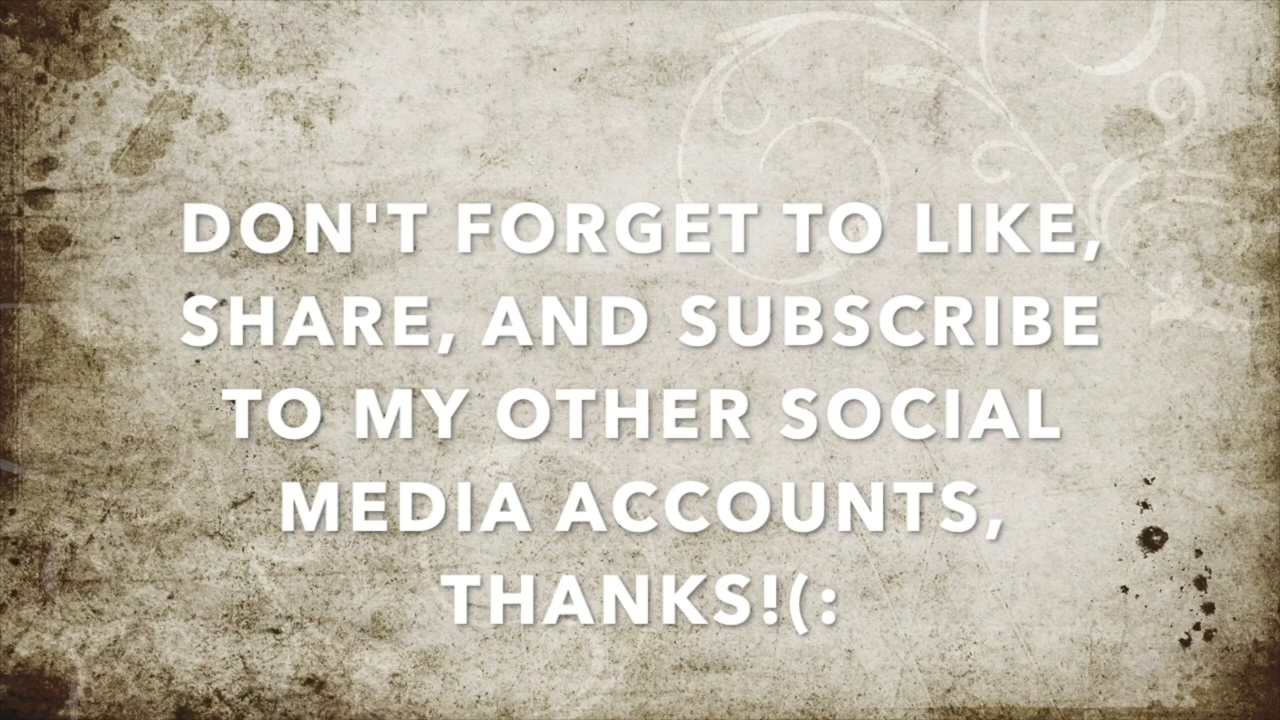 DON'T FORGET TO LIKE,
SHARE, AND SUBSCRIBE
TO MY OTHER SOCIAL
MEDIA ACCOUNTS,
THANKS!(: